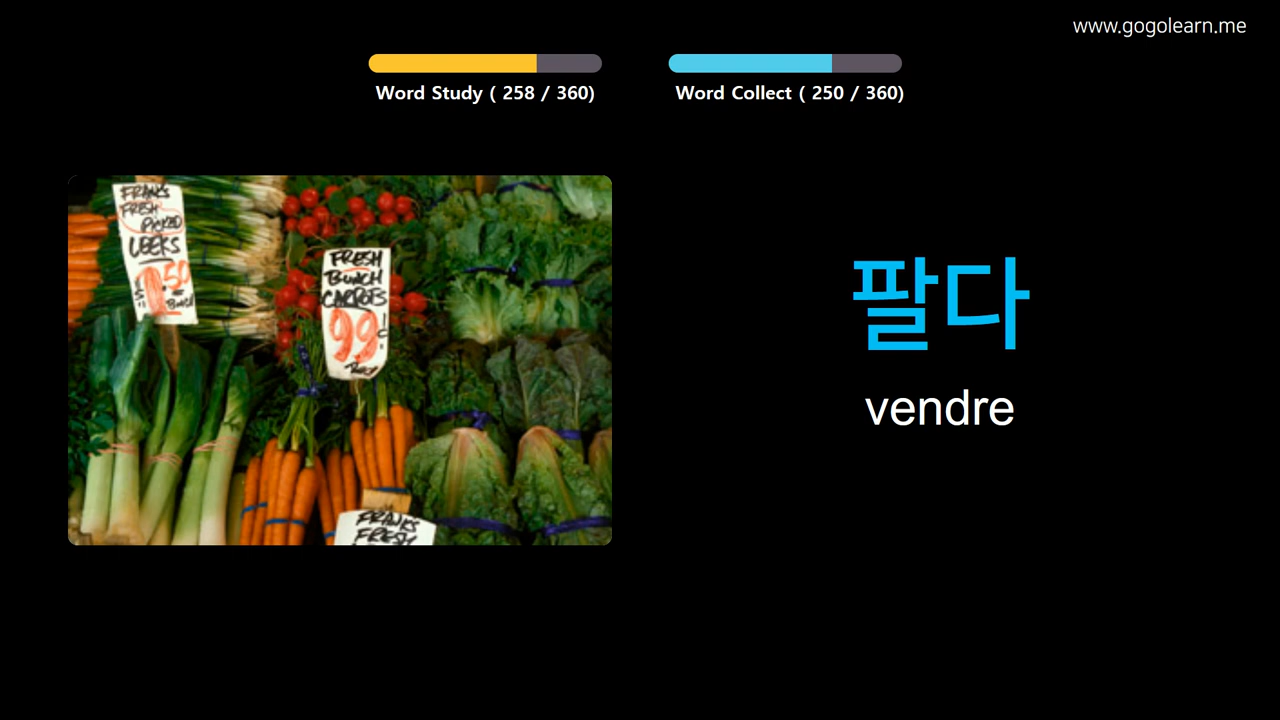 www.gogolearn.me
Word Study ( 258 / 360)
Word Collect ( 250 / 360)
FRANK'S
FRESH
PICKED
LEEKS
FRESH
BUNCH
CARROTS
99
팔다
vendre
FRANK'S
FRESH